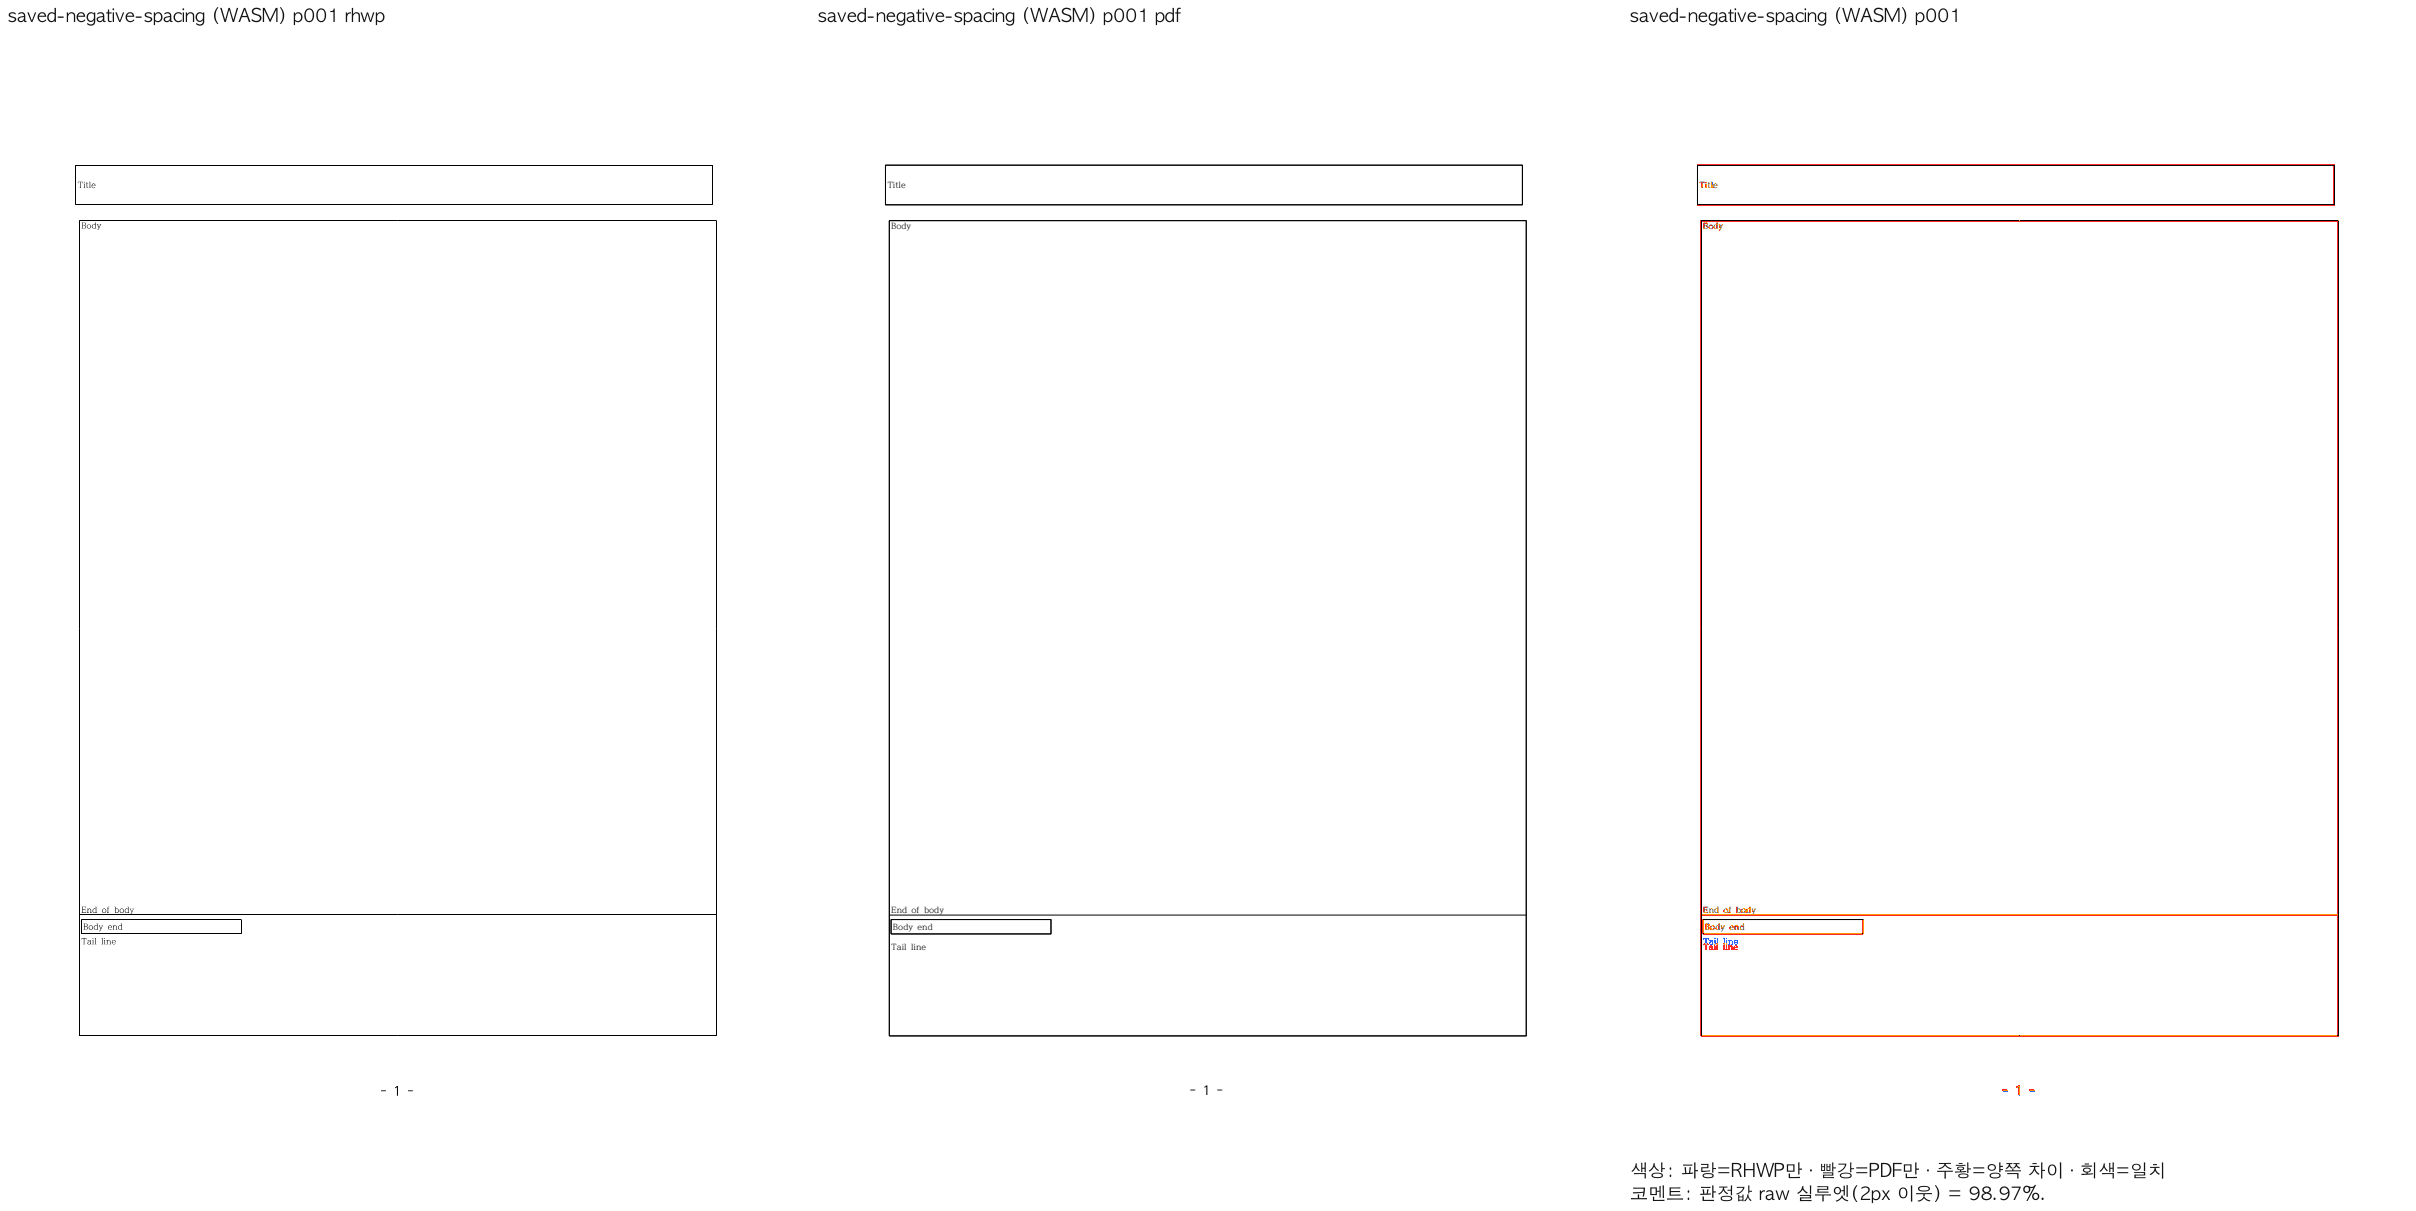 saved-negative-spacing (WASM) p001 rhwp
Title
Body
End of body
Body end
Tail line
- 1 -
saved-negative-spacing (WASM) p001 pdf
Title
Body
End of body
Body end
Tail line
- 1 -
saved-negative-spacing (WASM) p001
Title
Body
End of body
Body end
Tail line
Tail line
- 1 -
색상: 파랑=RHWP만 · 빨강=PDF만 · 주황=양쪽 차이 · 회색=일치
코멘트: 판정값 raw 실루엣(2px 이웃) = 98.97%.